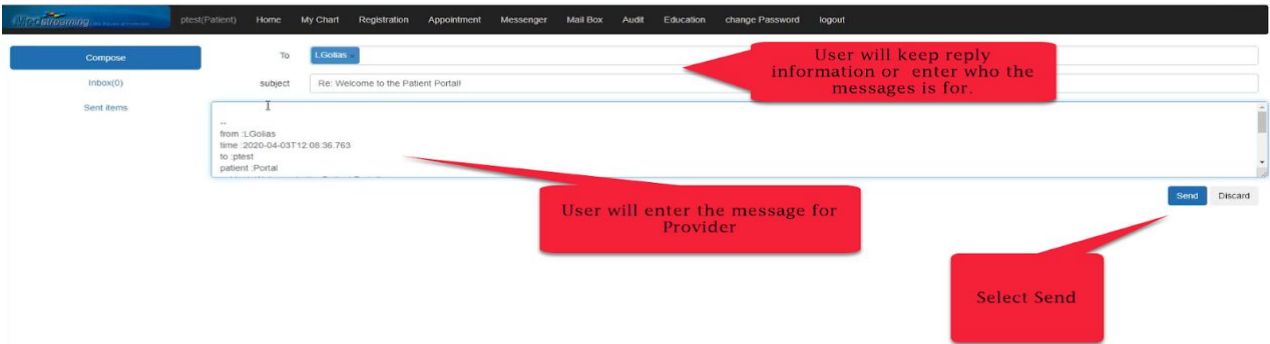 Medstreaming
ptest(Patient) Home My Chart Registration Appointment Messenger Mail Box Audit Education change Password logout
Compose
Inbox(0)
Sent items
To LGolias
subject Re: Welcome to the Patient Portal!
--
from :LGolias
time :2020-04-03T12:08:36.763
to :ptest
patient :Portal
Send Discard
User will keep reply
information or enter who the
messages is for.
User will enter the message for
Provider
Select Send